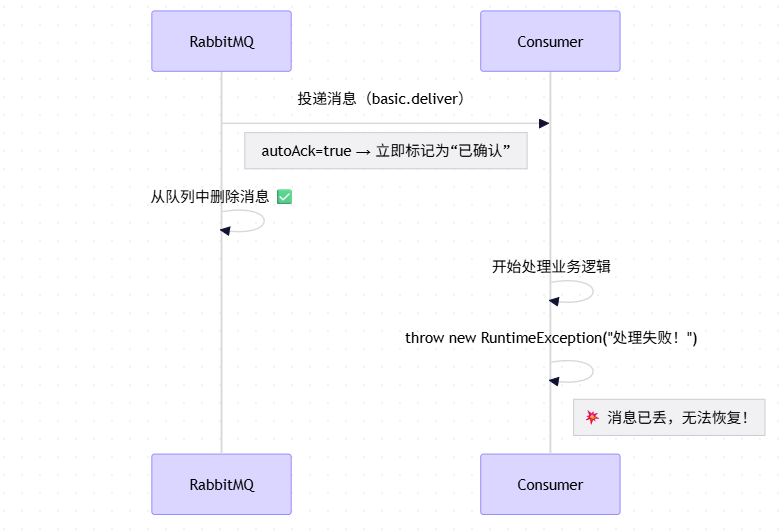 RabbitMQ
Consumer
投递消息（basic.deliver）
autoAck=true → 立即标记为“已确认”
从队列中删除消息 ✅
开始处理业务逻辑
throw new RuntimeException("处理失败！")
💥 消息已丢，无法恢复！
RabbitMQ
Consumer